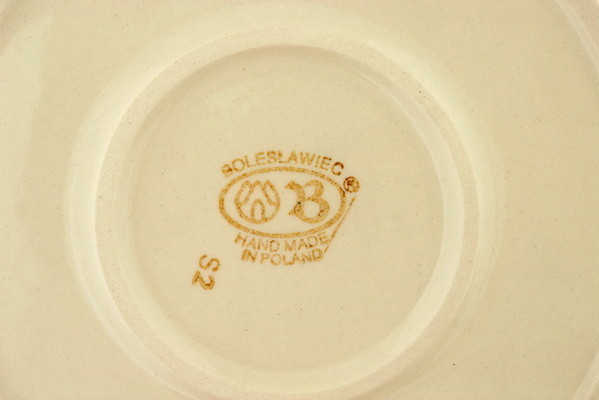 BOLESŁAWIEC
B®
HAND MADE
IN POLAND
S2